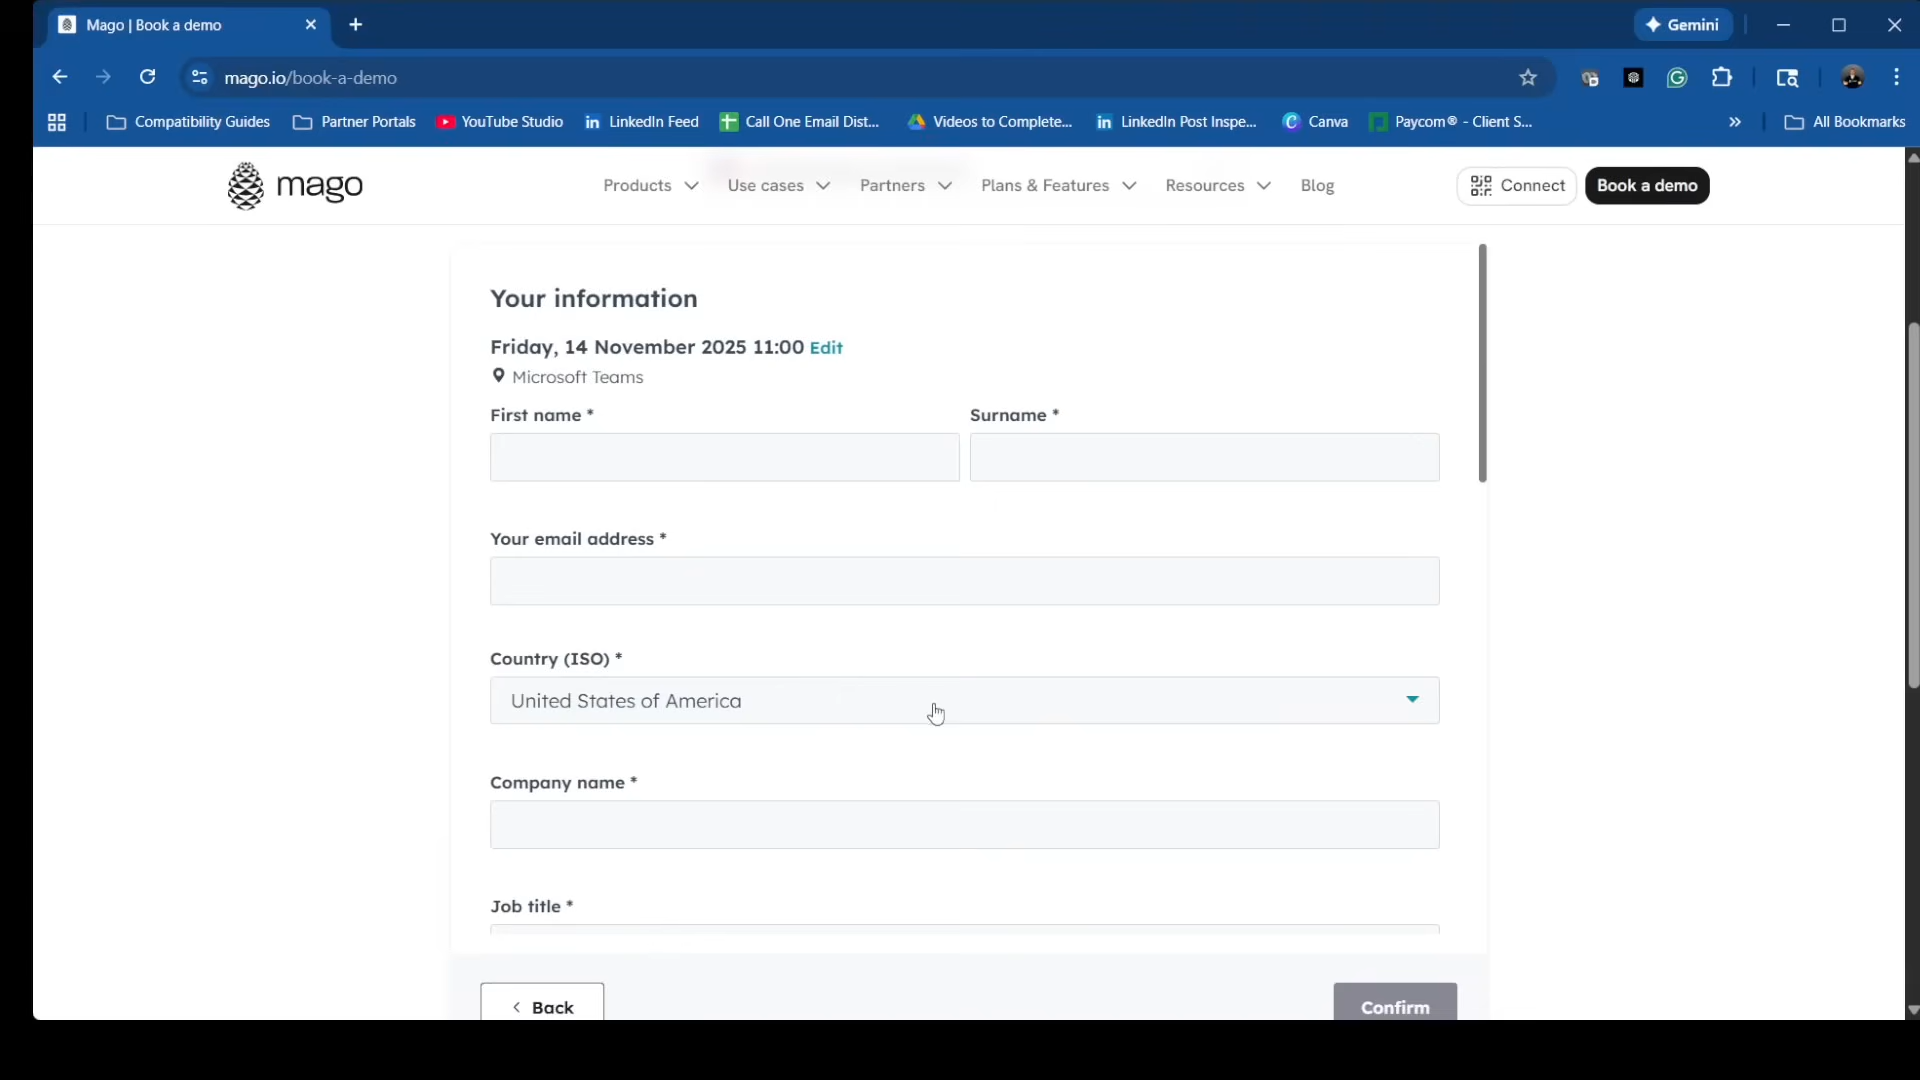 Mago | Book a demo
Gemini
mago.io/book-a-demo
Compatibility Guides
Partner Portals
YouTube Studio
LinkedIn Feed
Call One Email Dist...
Videos to Complete...
LinkedIn Post Inspe...
Canva
Paycom® - Client S...
All Bookmarks
mago
Products
Use cases
Partners
Plans & Features
Resources
Blog
Connect
Book a demo
Your information
Friday, 14 November 2025 11:00 Edit
Microsoft Teams
First name *
Surname *
Your email address *
Country (ISO) *
United States of America
Company name *
Job title *
Back
Confirm